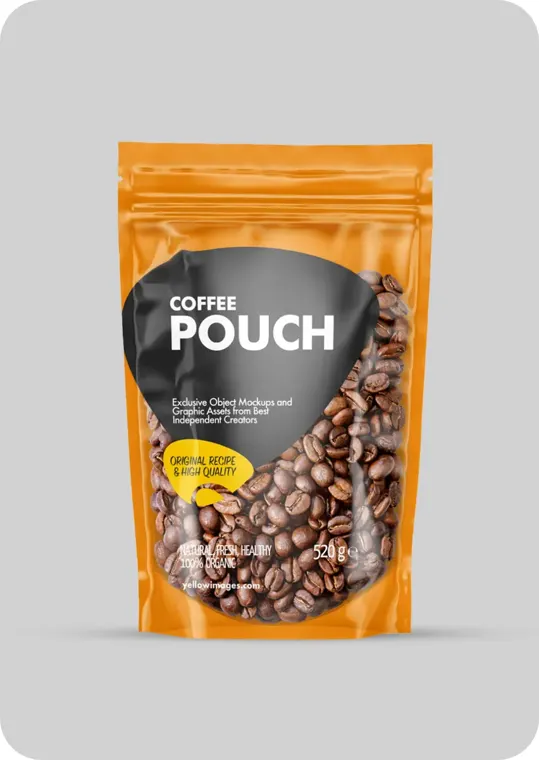 COFFEE
POUCH
Exclusive Object Mockups and
Graphic Assets from Best
Independent Creators
ORIGINAL RECIPE
& HIGH QUALITY
NATURAL, FRESH, HEALTHY
100% ORGANIC
520 g e
yellowimages.com